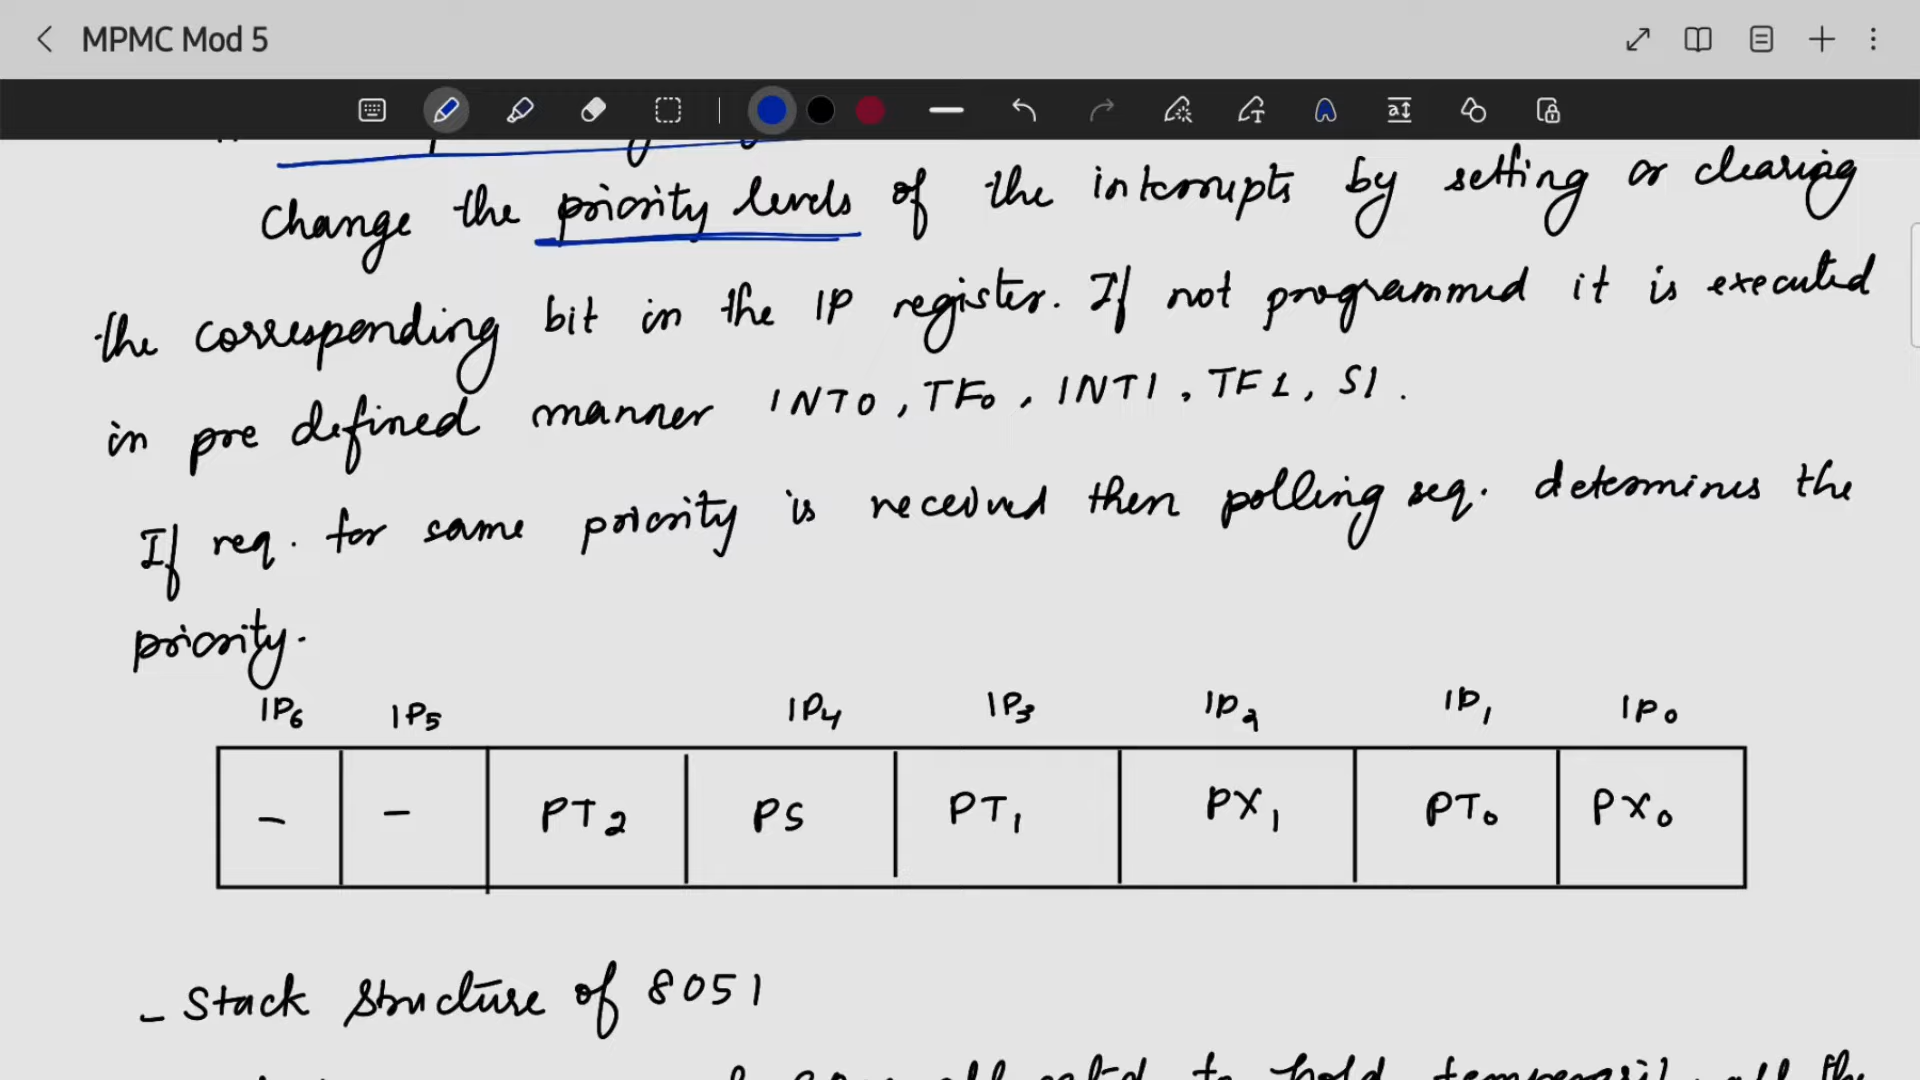 MPMC Mod 5
change the priority levels of the interrupts by setting or clearing
the corresponding bit in the IP register. If not programmed it is executed
in pre defined manner INT0, TF0, INT1, TF1, SI.
If req. for same priority is received then polling seq. determines the
priority.
IP6 IP5 IP4 IP3 IP2 IP1 IP0
- - PT2 PS PT1 PX1 PT0 PX0
- Stack structure of 8051
to hold